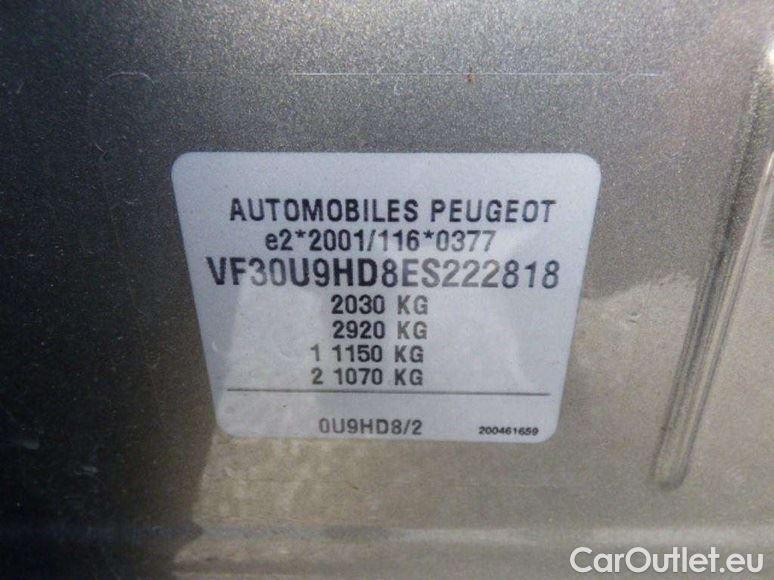 AUTOMOBILES PEUGEOT
e2*2001/116*0377
VF30U9HD8ES222818
2030 KG
2920 KG
1 1150 KG
2 1070 KG
0U9HD8/2
200461659
CarOutlet.eu